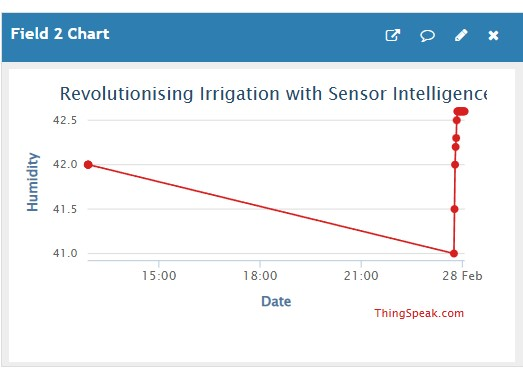 Field 2 Chart
Revolutionising Irrigation with Sensor Intelligence
42.5
42.0
41.5
41.0
Humidity
15:00 18:00 21:00 28 Feb
Date
ThingSpeak.com